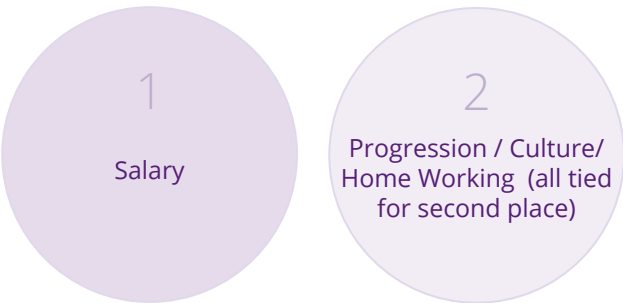 1
Salary
2
Progression / Culture/
Home Working (all tied
for second place)